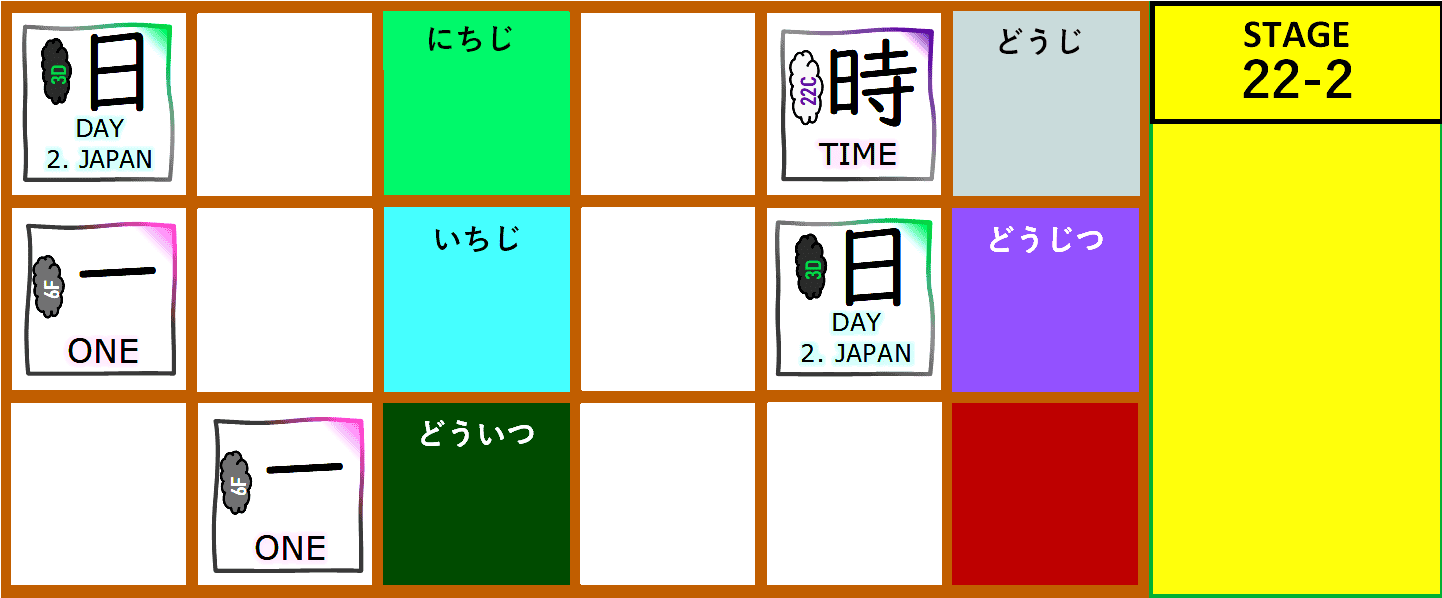 3D
日
DAY
2. JAPAN
にちじ
22C
時
TIME
どうじ
STAGE
22-2
6F
一
ONE
いちじ
3D
日
DAY
2. JAPAN
どうじつ
6F
一
ONE
どういつ